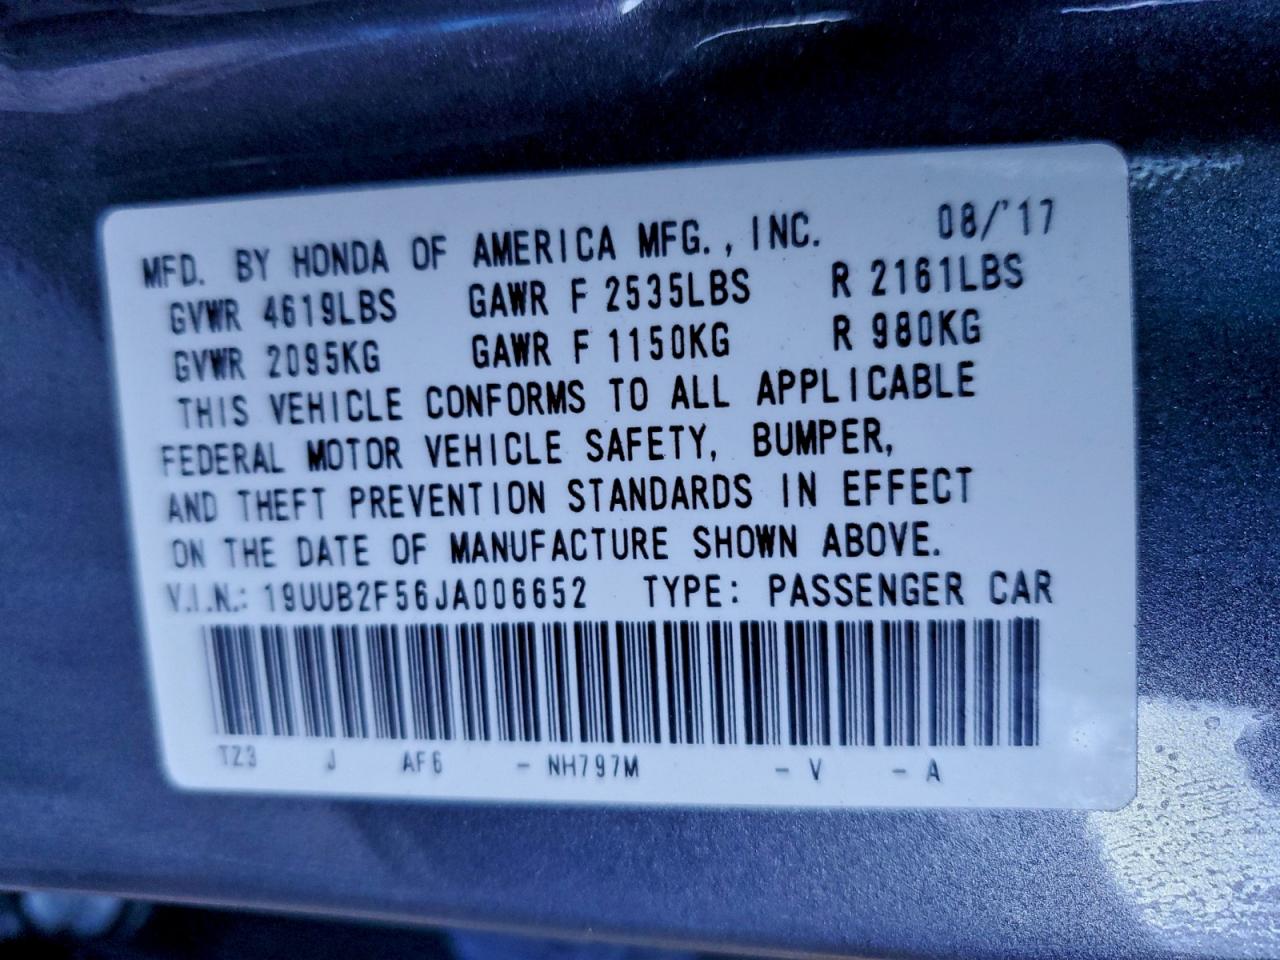 MFD. BY HONDA OF AMERICA MFG., INC. 08/'17
GVWR 4619LBS GAWR F 2535LBS R 2161LBS
GVWR 2095KG GAWR F 1150KG R 980KG
THIS VEHICLE CONFORMS TO ALL APPLICABLE
FEDERAL MOTOR VEHICLE SAFETY, BUMPER,
AND THEFT PREVENTION STANDARDS IN EFFECT
ON THE DATE OF MANUFACTURE SHOWN ABOVE.
V.I.N.: 19UUB2F56JA006652 TYPE: PASSENGER CAR
TZ3 J AF6 - NH797M - V - A